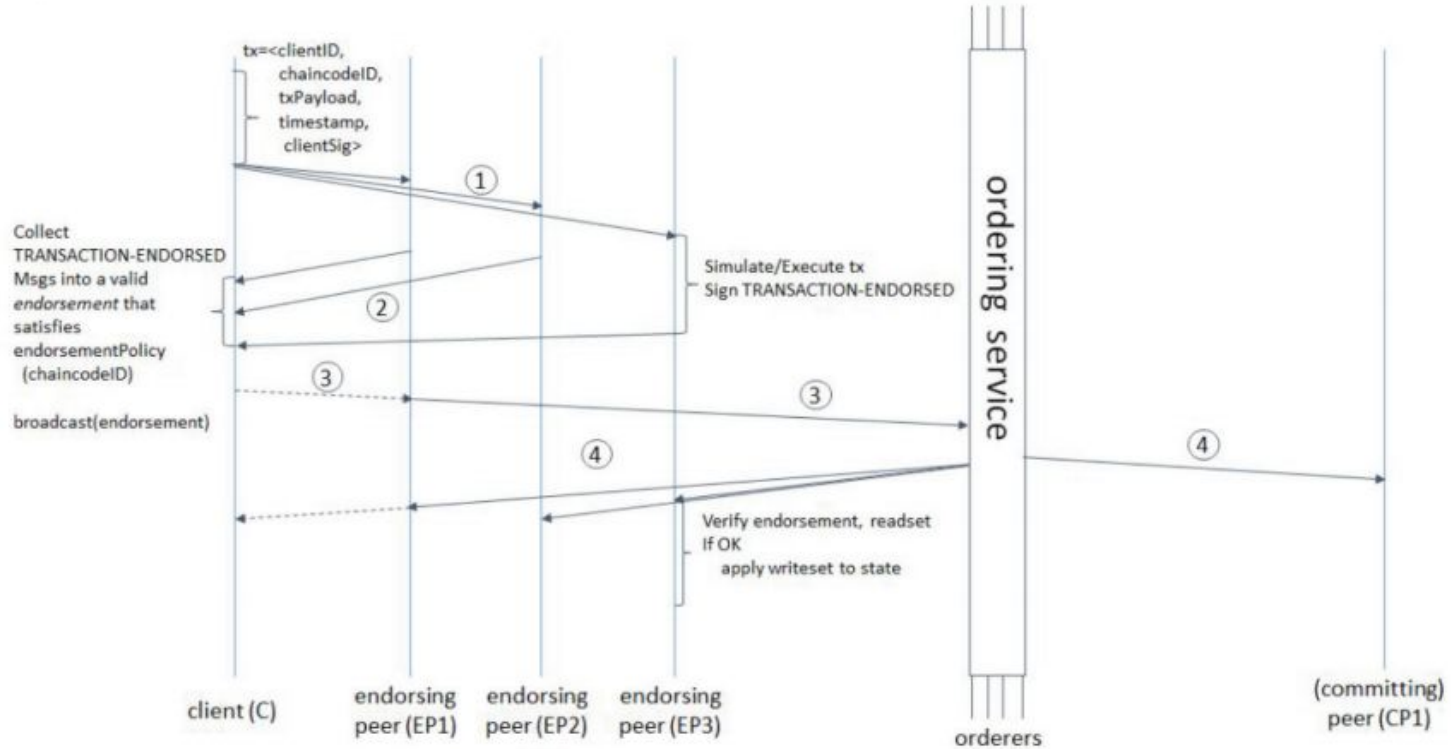 tx=<clientID,
chaincodeID,
txPayload,
timestamp,
clientSig>
1
Collect
TRANSACTION-ENDORSED
Msgs into a valid
endorsement that
satisfies
endorsementPolicy
(chaincodeID)
2
Simulate/Execute tx
Sign TRANSACTION-ENDORSED
ordering service
3
3
broadcast(endorsement)
4
4
Verify endorsement, readset
If OK
apply writeset to state
client (C)
endorsing
peer (EP1)
endorsing
peer (EP2)
endorsing
peer (EP3)
orderers
(committing)
peer (CP1)